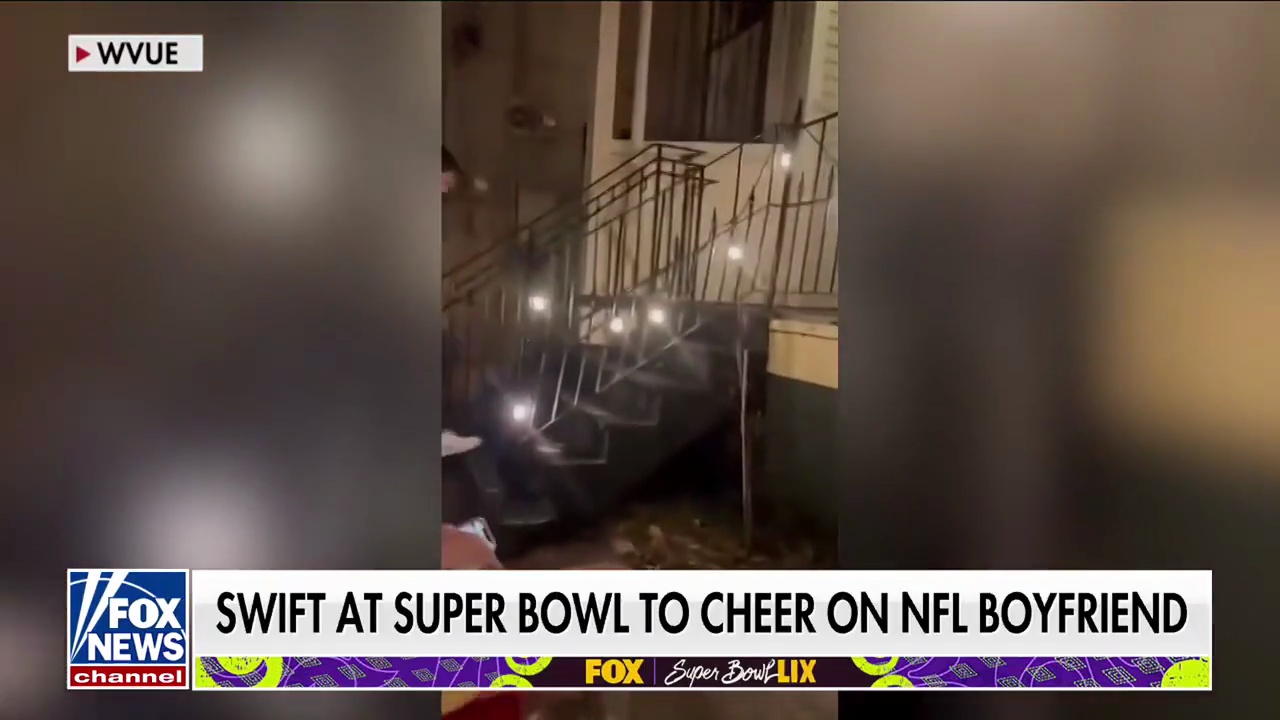 WVUE
SWIFT AT SUPER BOWL TO CHEER ON NFL BOYFRIEND
FOX
NEWS
channel
FOX Super Bowl LIX